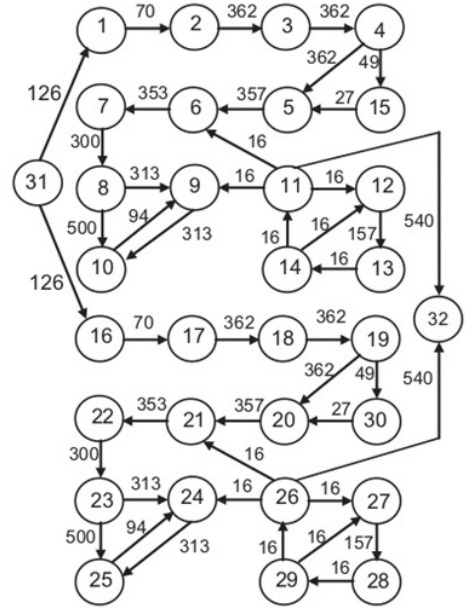 1 70 2 362 3 362 4
362 49
126
7 353 6 357 5 27 15
300 16
31 8 313 9 16 11 16 12
500 94 313 16 16 157 540
10 14 16 13
126
32
16 70 17 362 18 362 19
362 49 540
22 353 21 357 20 27 30
300 16
23 313 24 16 26 16 27
500 94 313 16 16 157
25 29 16 28